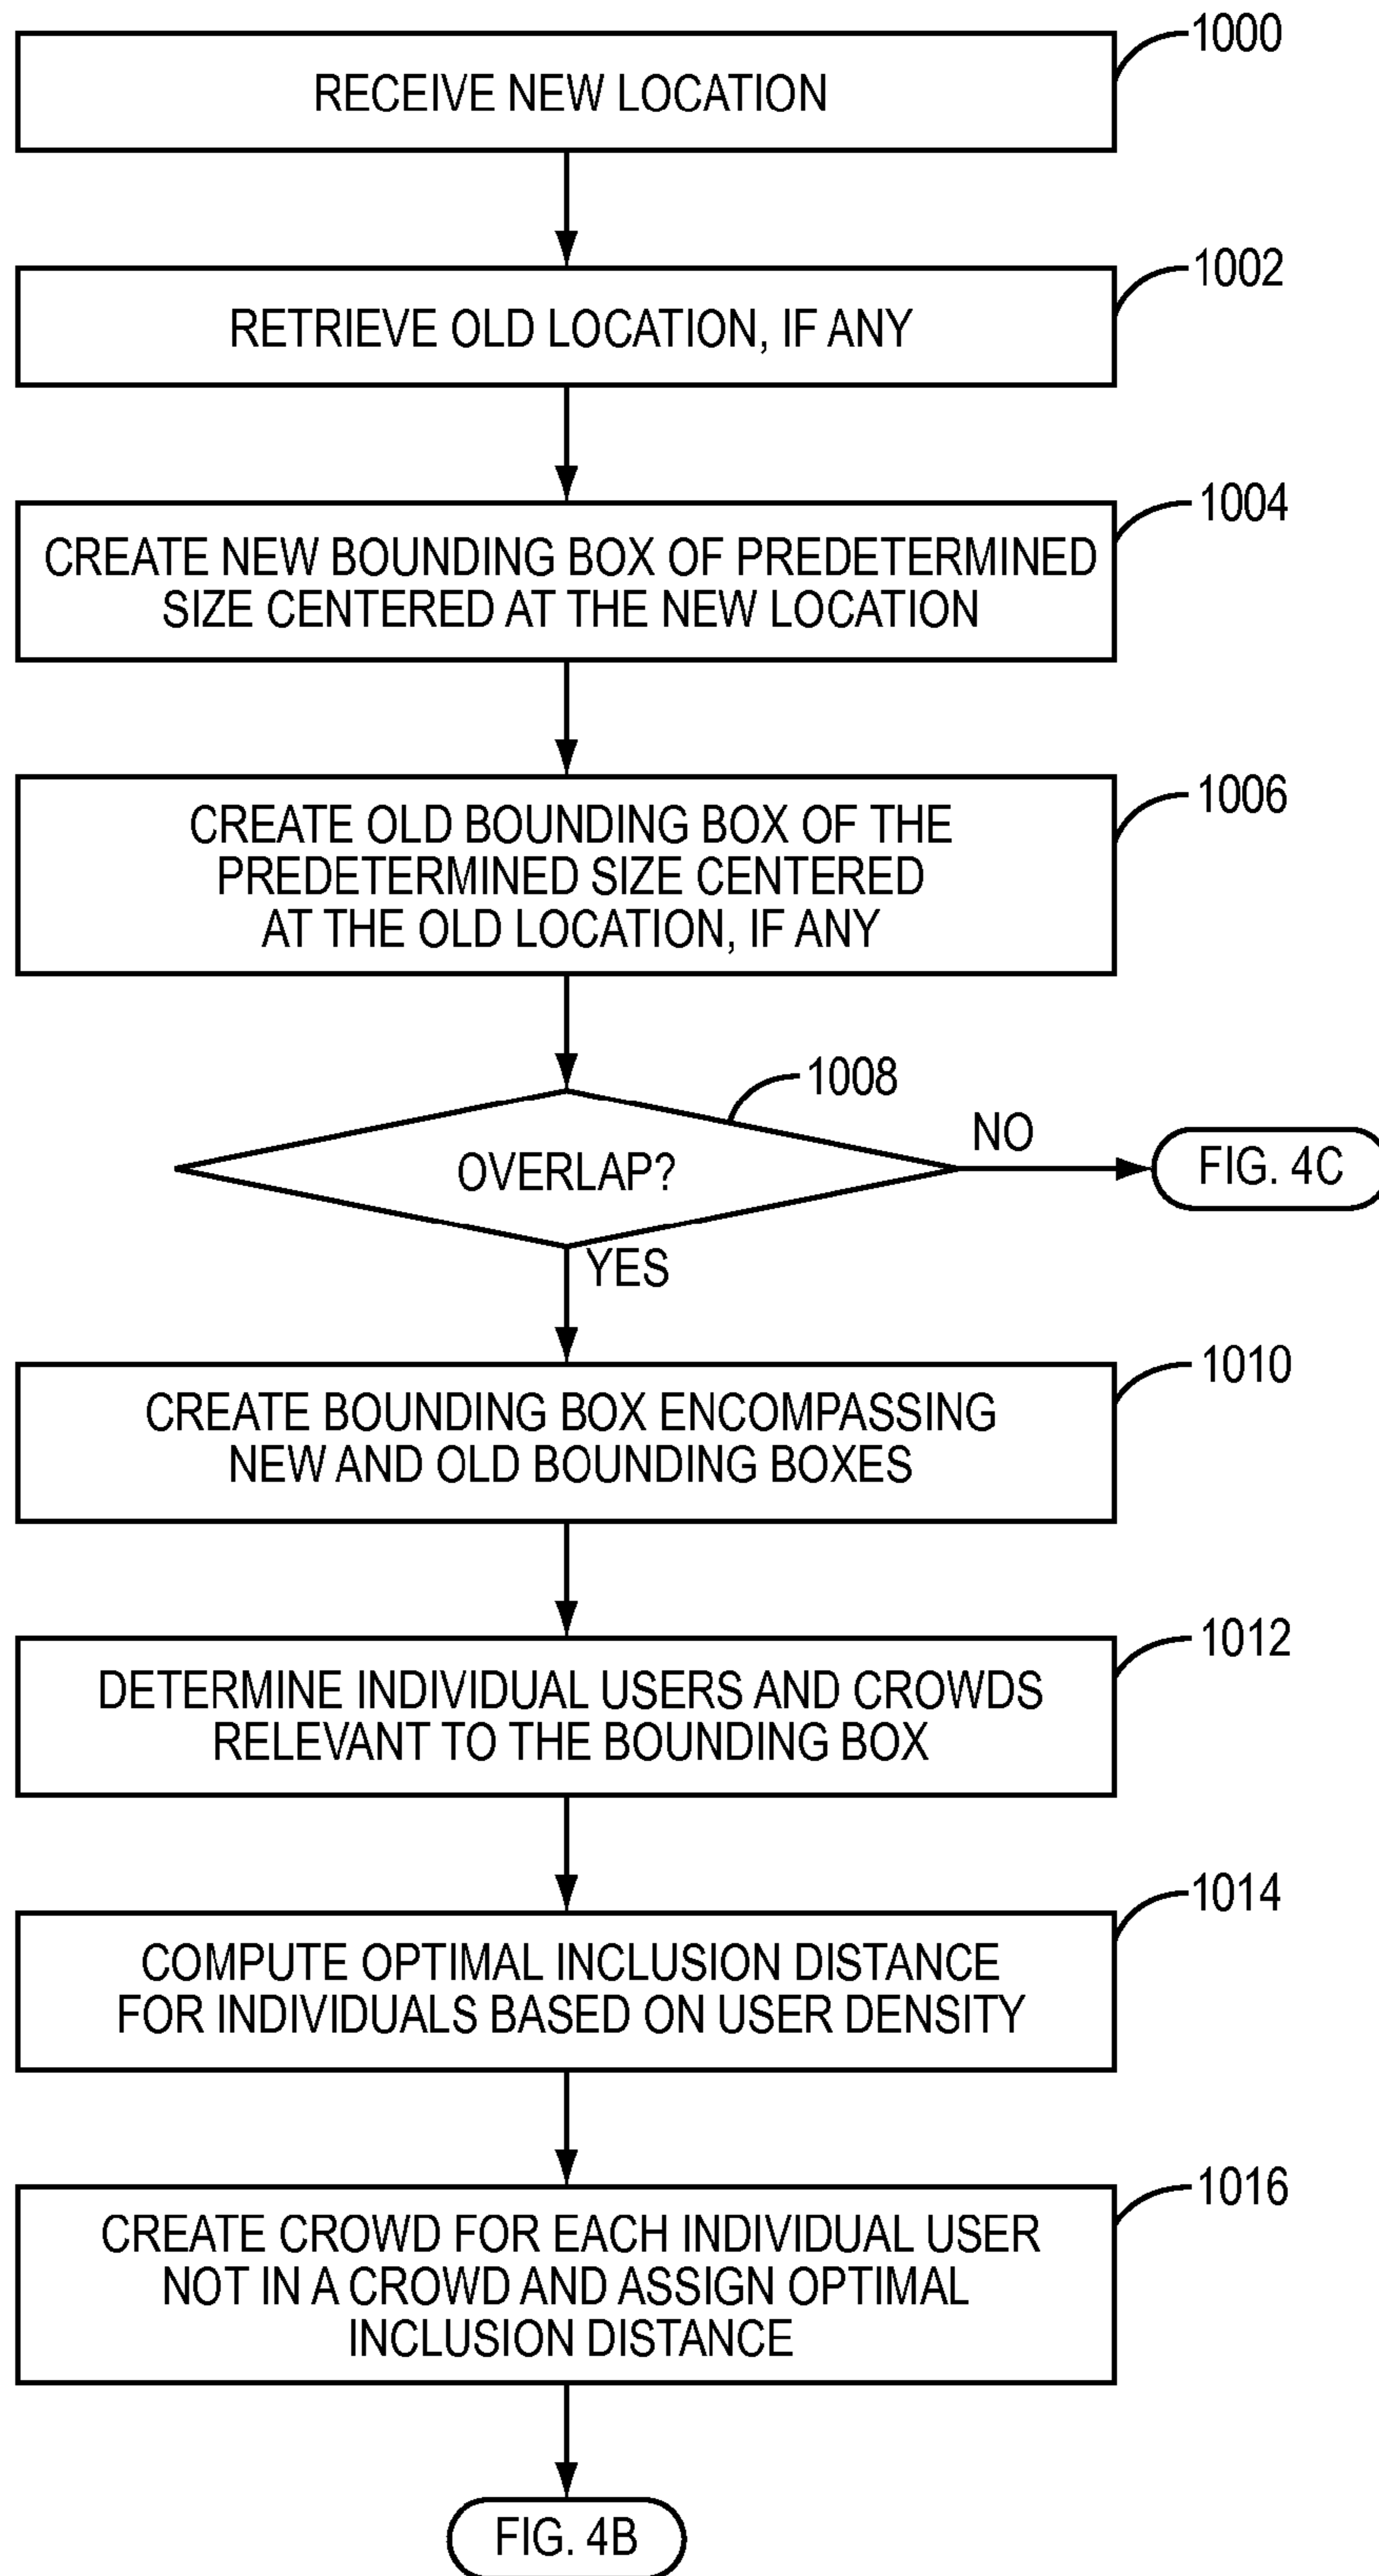 1000
RECEIVE NEW LOCATION
1002
RETRIEVE OLD LOCATION, IF ANY
1004
CREATE NEW BOUNDING BOX OF PREDETERMINED
SIZE CENTERED AT THE NEW LOCATION
1006
CREATE OLD BOUNDING BOX OF THE
PREDETERMINED SIZE CENTERED
AT THE OLD LOCATION, IF ANY
1008
OVERLAP?
NO
FIG. 4C
YES
1010
CREATE BOUNDING BOX ENCOMPASSING
NEW AND OLD BOUNDING BOXES
1012
DETERMINE INDIVIDUAL USERS AND CROWDS
RELEVANT TO THE BOUNDING BOX
1014
COMPUTE OPTIMAL INCLUSION DISTANCE
FOR INDIVIDUALS BASED ON USER DENSITY
1016
CREATE CROWD FOR EACH INDIVIDUAL USER
NOT IN A CROWD AND ASSIGN OPTIMAL
INCLUSION DISTANCE
FIG. 4B